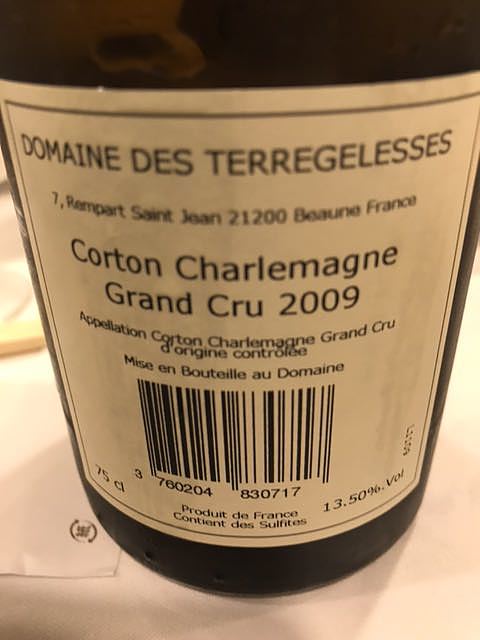 DOMAINE DES TERREGELESSES
7, Rempart Saint Jean 21200 Beaune France
Corton Charlemagne
Grand Cru 2009
Appellation Corton Charlemagne Grand Cru
d'origine contrôlée
Mise en Bouteille au Domaine
3 760204 830717
75 cl
13.50%.Vol
Produit de France
Contient des Sulfites